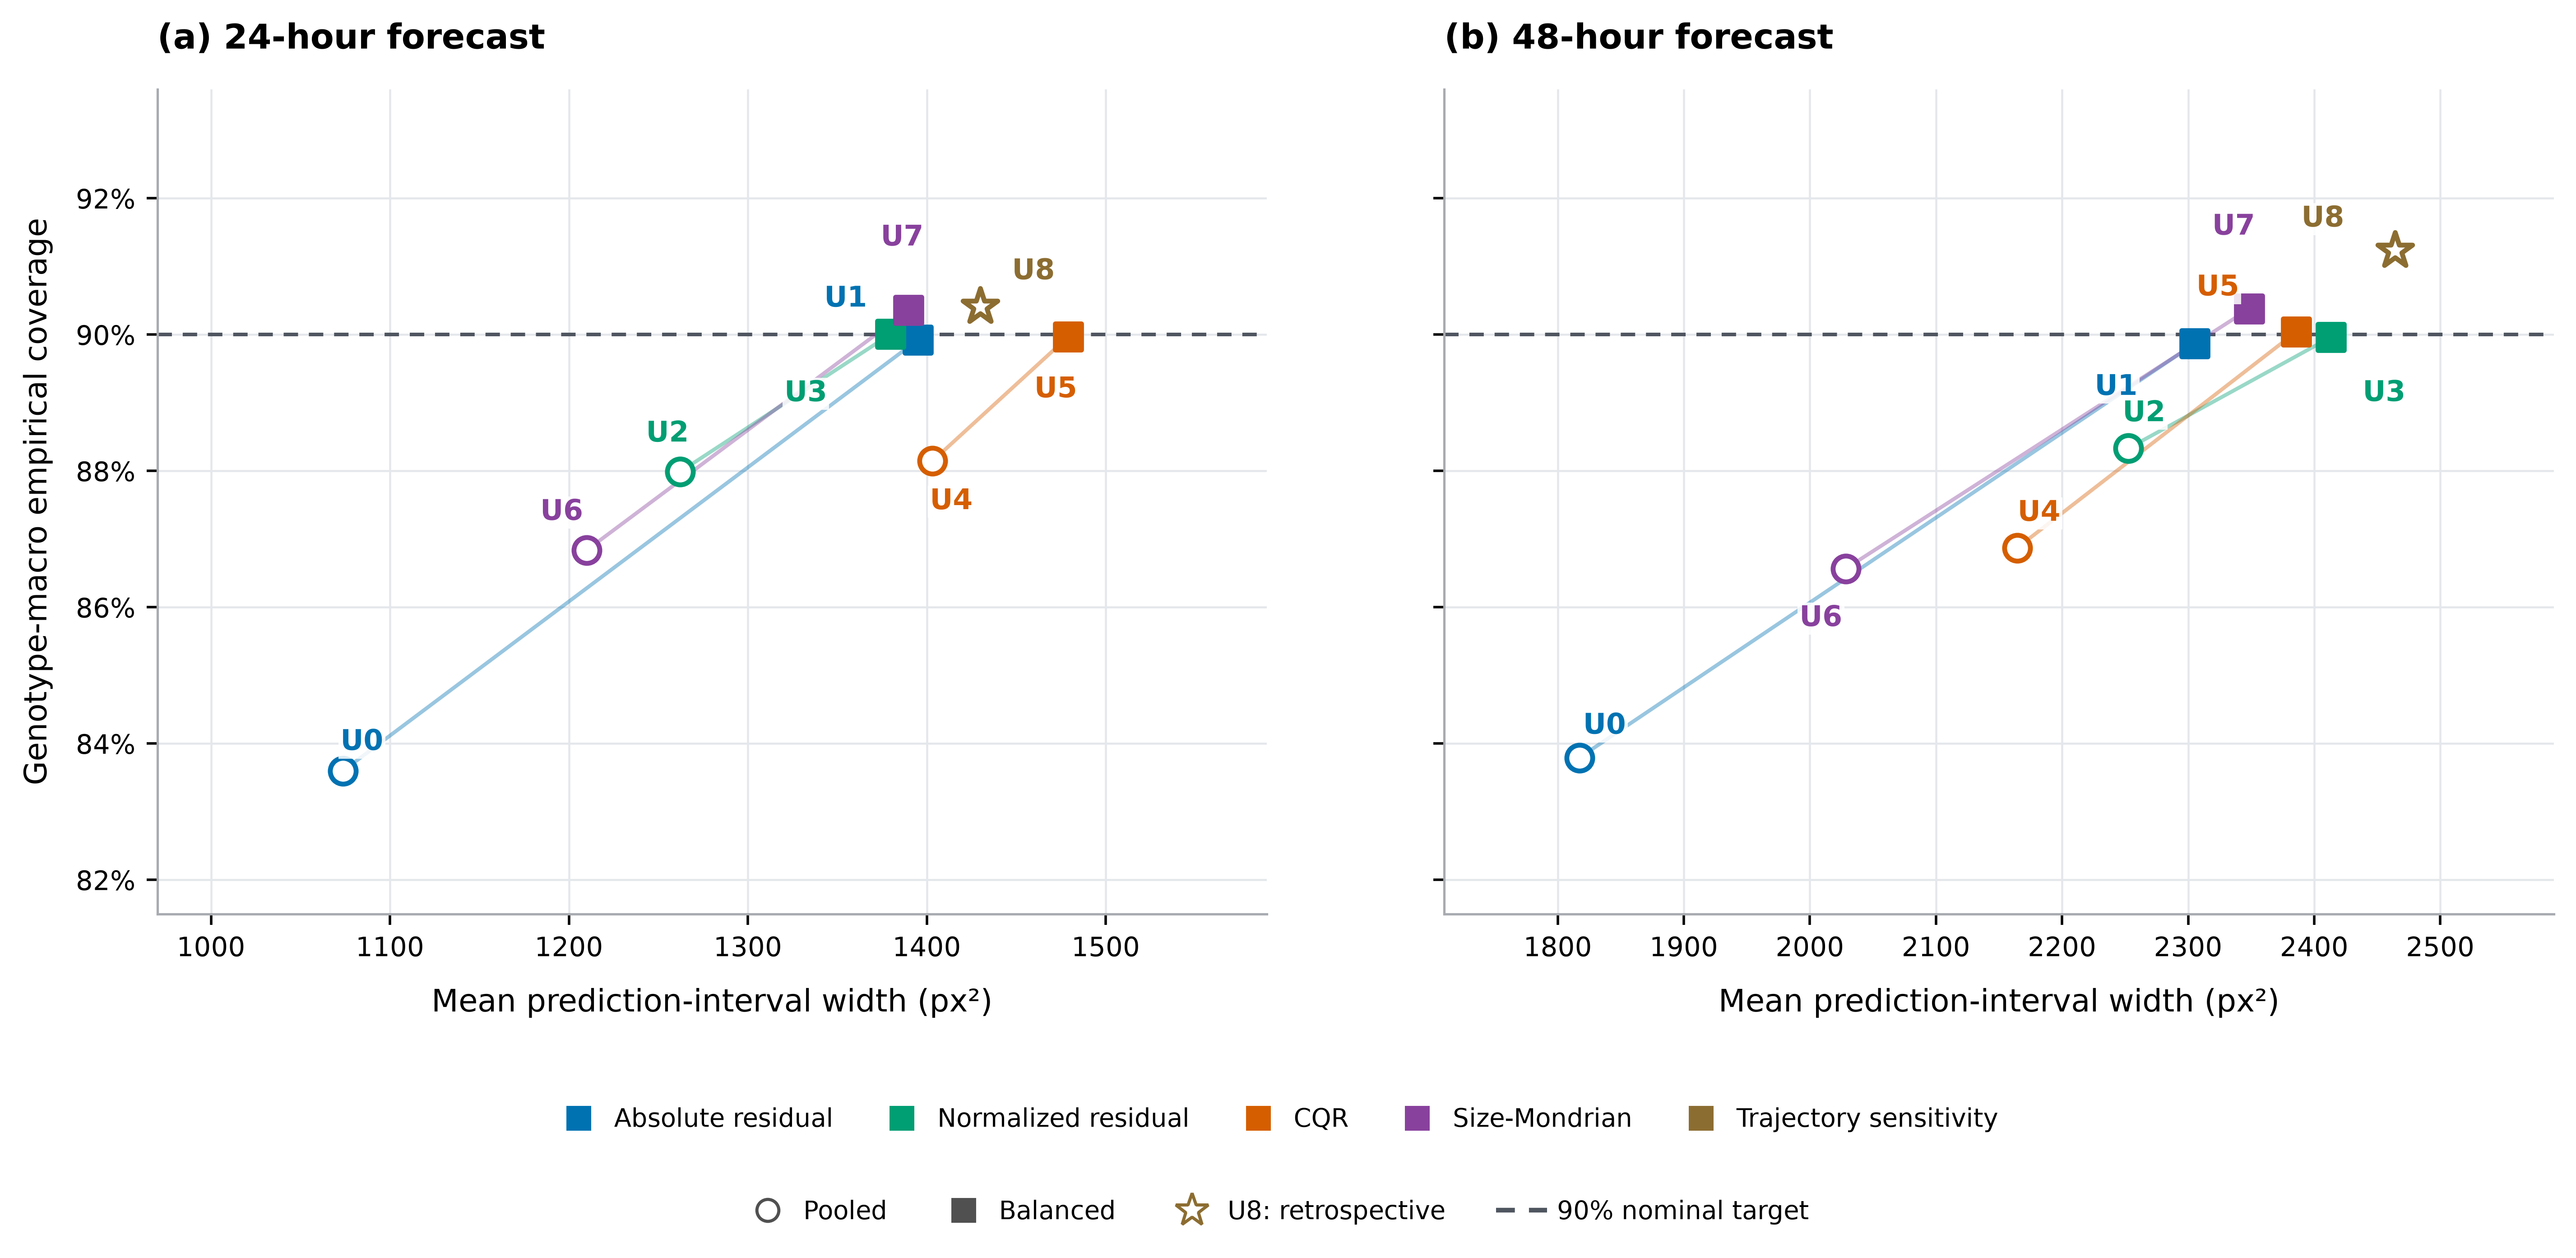 (a) 24-hour forecast
(b) 48-hour forecast
Genotype-macro empirical coverage
92%
90%
88%
86%
84%
82%
U7
U8
U1
U3
U5
U2
U4
U6
U0
1000 1100 1200 1300 1400 1500
Mean prediction-interval width (px²)
U8
U7
U5
U1
U3
U2
U4
U6
U0
1800 1900 2000 2100 2200 2300 2400 2500
Mean prediction-interval width (px²)
Absolute residual Normalized residual CQR Size-Mondrian Trajectory sensitivity
Pooled Balanced U8: retrospective 90% nominal target